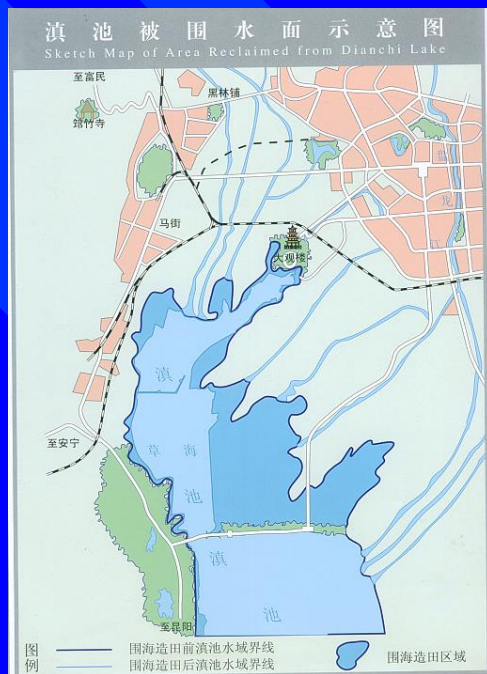 滇池被围水面示意图
Sketch Map of Area Reclaimed from Dianchi Lake
至富民
黑林铺
筇竹寺
盘
龙
江
马街
大观楼
滇
至安宁
草海
池
滇
池
至昆阳
图例
围海造田前滇池水域界线
围海造田后滇池水域界线
围海造田区域